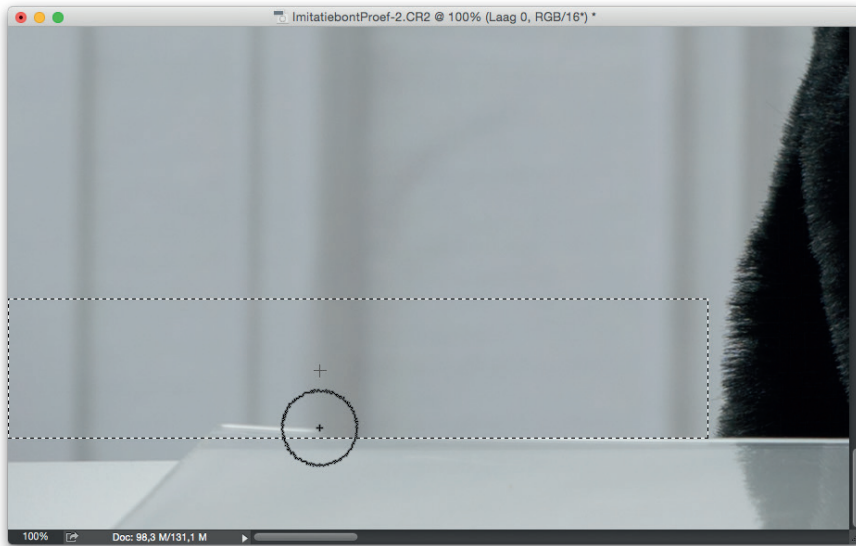 ImitatiebontProef-2.CR2 @ 100% (Laag 0, RGB/16*) *
100% Doc: 98,3 M/131,1 M